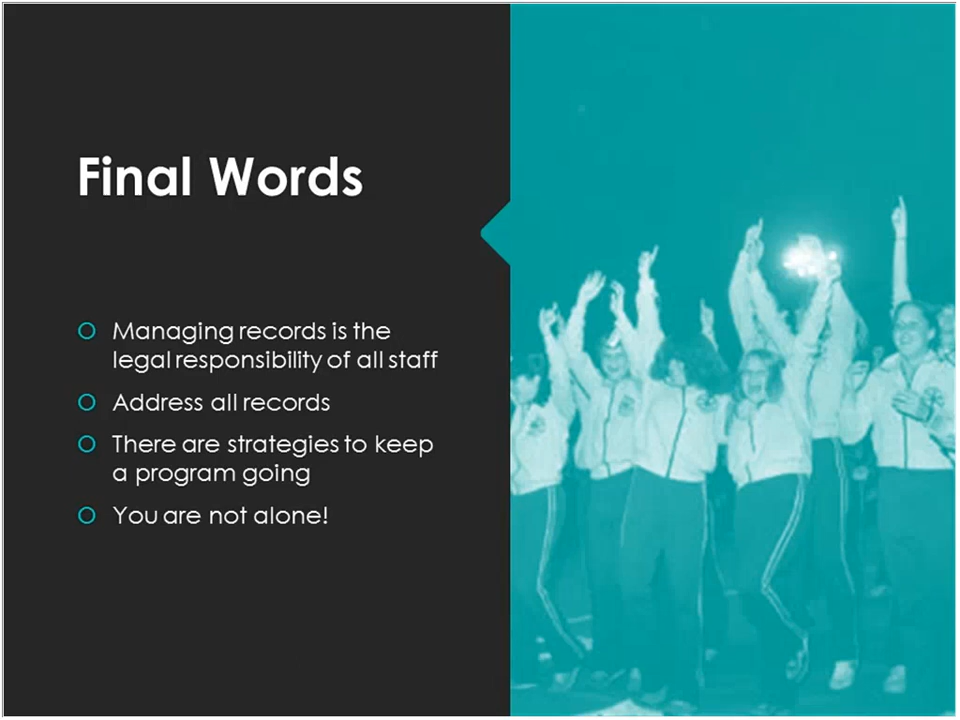 Final Words
Managing records is the
legal responsibility of all staff
Address all records
There are strategies to keep
a program going
You are not alone!